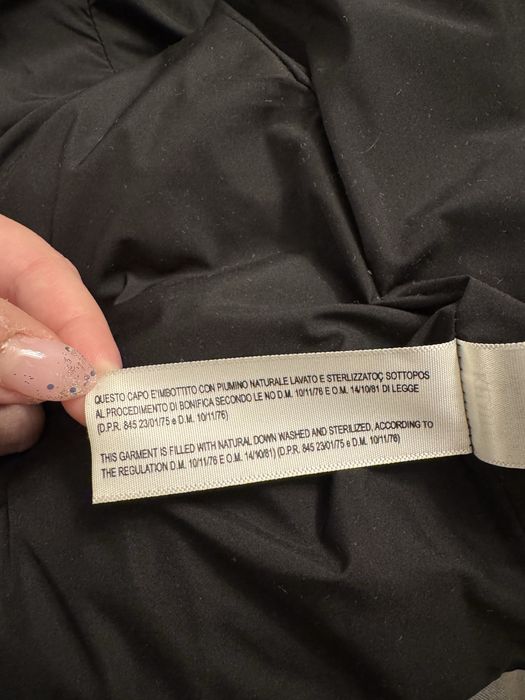 QUESTO CAPO E'IMBOTTITO CON PIUMINO NATURALE LAVATO E STERLIZZATOÇ SOTTOPOS
AL PROCEDIMENTO DI BONIFICA SECONDO LE NO D.M. 10/11/76 E O.M. 14/10/81 DI LEGGE
(D.P.R. 845 23/01/75 e D.M. 10/11/76)
THIS GARMENT IS FILLED WITH NATURAL DOWN WASHED AND STERILIZED, ACCORDING TO
THE REGULATION D.M. 10/11/76 E O.M. 14/10/81) (D.P.R. 845 23/01/75 e D.M. 10/11/76)